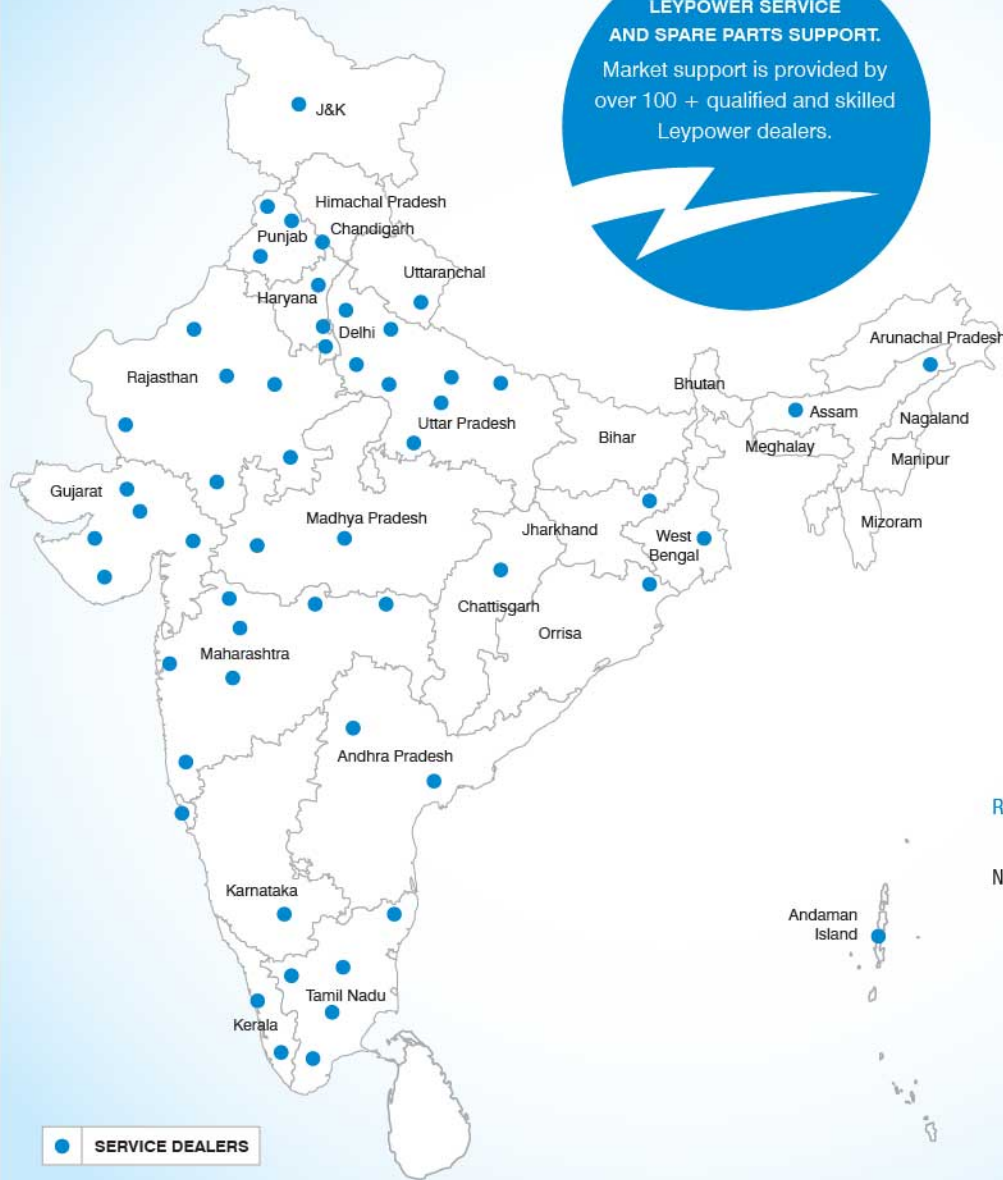 LEYPOWER SERVICE
AND SPARE PARTS SUPPORT.
Market support is provided by
over 100 + qualified and skilled
Leypower dealers.
J&K
Himachal Pradesh
Chandigarh
Punjab
Uttaranchal
Haryana
Delhi
Arunachal Pradesh
Rajasthan
Bhutan
Uttar Pradesh
Assam
Nagaland
Bihar
Meghalay
Manipur
Gujarat
Madhya Pradesh
Jharkhand
Mizoram
West
Bengal
Chattisgarh
Orrisa
Maharashtra
Andhra Pradesh
R
N
Karnataka
Andaman
Island
Tamil Nadu
Kerala
SERVICE DEALERS